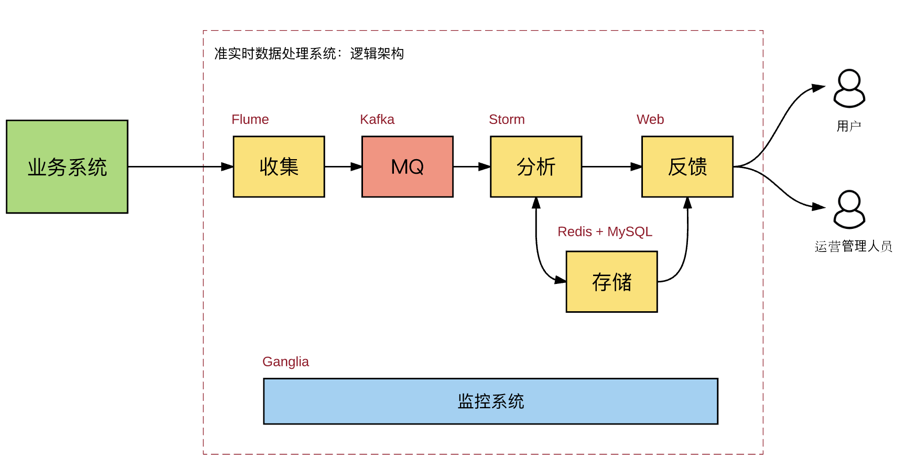 准实时数据处理系统：逻辑架构
Flume
Kafka
Storm
Web
业务系统
收集
MQ
分析
反馈
用户
Redis + MySQL
存储
运营管理人员
Ganglia
监控系统